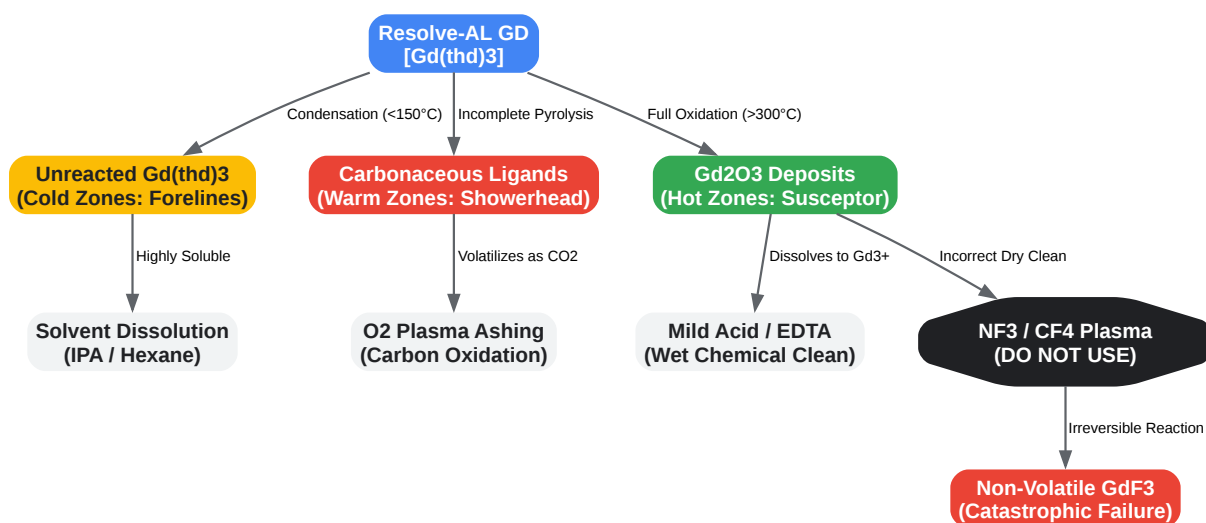 Resolve-AL GD
[Gd(thd)3]
Condensation (<150°C)
Incomplete Pyrolysis
Full Oxidation (>300°C)
Unreacted Gd(thd)3
(Cold Zones: Forelines)
Carbonaceous Ligands
(Warm Zones: Showerhead)
Gd2O3 Deposits
(Hot Zones: Susceptor)
Highly Soluble
Volatilizes as CO2
Dissolves to Gd3+
Incorrect Dry Clean
Solvent Dissolution
(IPA / Hexane)
O2 Plasma Ashing
(Carbon Oxidation)
Mild Acid / EDTA
(Wet Chemical Clean)
NF3 / CF4 Plasma
(DO NOT USE)
Irreversible Reaction
Non-Volatile GdF3
(Catastrophic Failure)